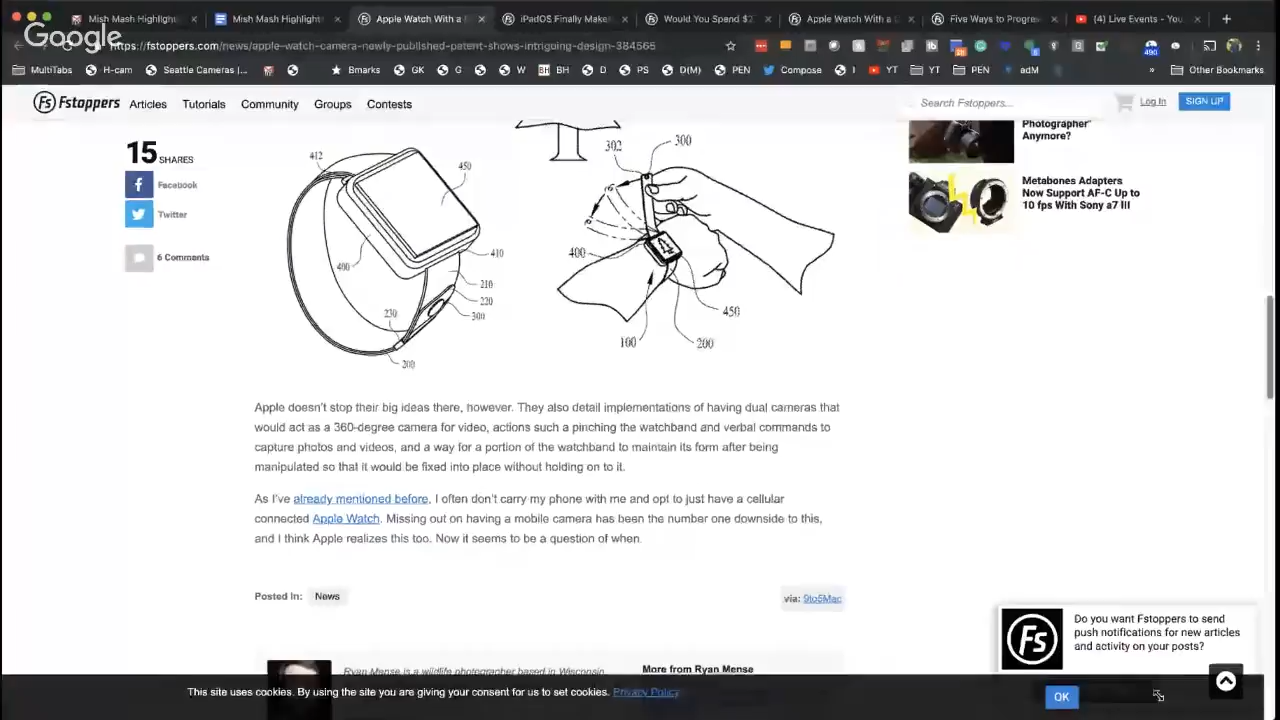 Mish Mash Highlight
Mish Mash Highlights
Apple Watch With a
iPadOS Finally Make
Would You Spend $2
Apple Watch With a
Five Ways to Progres
(4) Live Events - You
Google
https://fstoppers.com/news/apple-watch-camera-newly-published-patent-shows-intriguing-design-384565
MultiTabs
H-cam
Seattle Cameras |...
Bmarks
GK
G
W
BH
D
PS
D(M)
PEN
Compose
I
YT
YT
PEN
adM
»
Other Bookmarks
Fstoppers
Articles
Tutorials
Community
Groups
Contests
Search Fstoppers...
Log In
SIGN UP
15 SHARES
Facebook
Twitter
6 Comments
412
450
400
410
210
220
230
300
200
302
300
400
450
100
200
Photographer"
Anymore?
Metabones Adapters
Now Support AF-C Up to
10 fps With Sony a7 III
Apple doesn't stop their big ideas there, however. They also detail implementations of having dual cameras that
would act as a 360-degree camera for video, actions such a pinching the watchband and verbal commands to
capture photos and videos, and a way for a portion of the watchband to maintain its form after being
manipulated so that it would be fixed into place without holding on to it.
As I've already mentioned before, I often don't carry my phone with me and opt to just have a cellular
connected Apple Watch. Missing out on having a mobile camera has been the number one downside to this,
and I think Apple realizes this too. Now it seems to be a question of when.
Posted In: News
via: 9to5Mac
Ryan Mense is a wildlife photographer based in Wisconsin.
More from Ryan Mense
Fs
Do you want Fstoppers to send
push notifications for new articles
and activity on your posts?
This site uses cookies. By using the site you are giving your consent for us to set cookies. Privacy Policy
OK